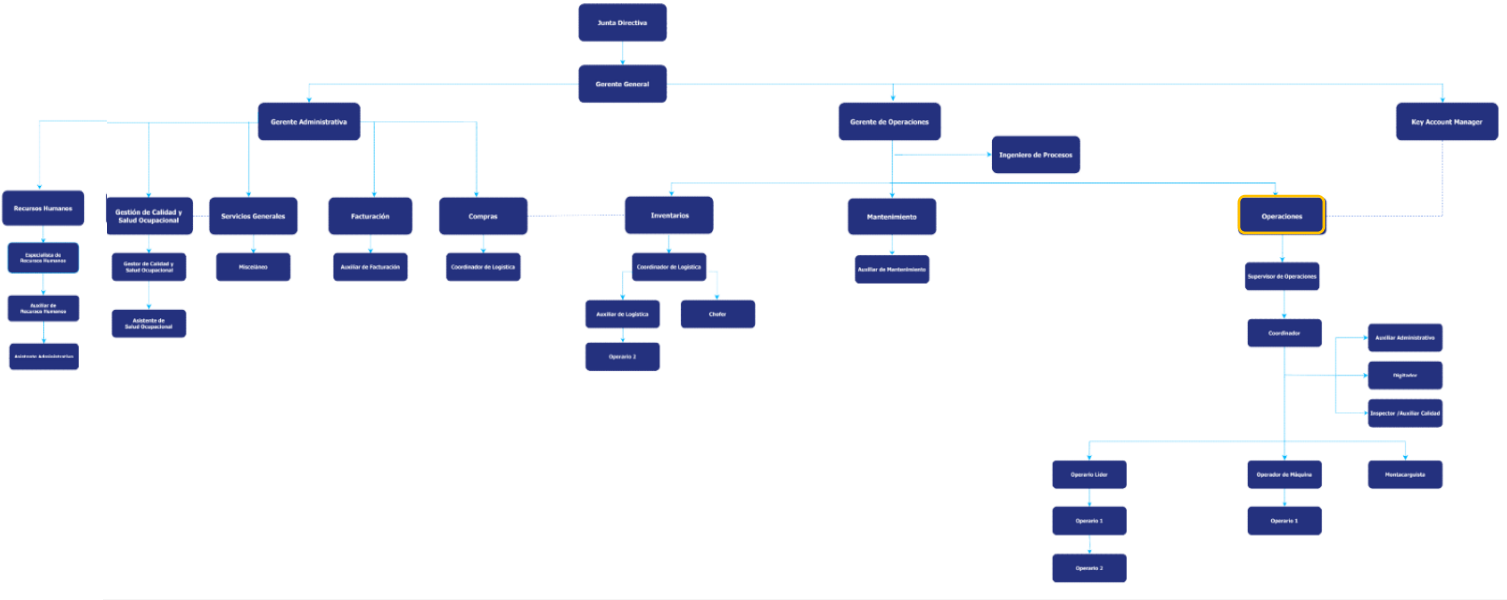 Junta Directiva
Gerente General
Gerente Administrativa
Gerente de Operaciones
Key Account Manager
Ingeniero de Procesos
Recursos Humanos
Gestión de Calidad y
Salud Ocupacional
Servicios Generales
Facturación
Compras
Inventarios
Mantenimiento
Operaciones
Especialista de
Recursos Humanos
Gestor de Calidad y
Salud Ocupacional
Misceláneo
Auxiliar de Facturación
Coordinador de Logística
Coordinador de Logística
Auxiliar de Mantenimiento
Supervisor de Operaciones
Auxiliar de
Recursos Humanos
Asistente de
Salud Ocupacional
Auxiliar de Logística
Chofer
Coordinador
Auxiliar Administrativo
Asistente Administrativo
Operario 2
Digitador
Inspector /Auxiliar Calidad
Operario Líder
Operador de Máquina
Montacarguista
Operario 1
Operario 1
Operario 2